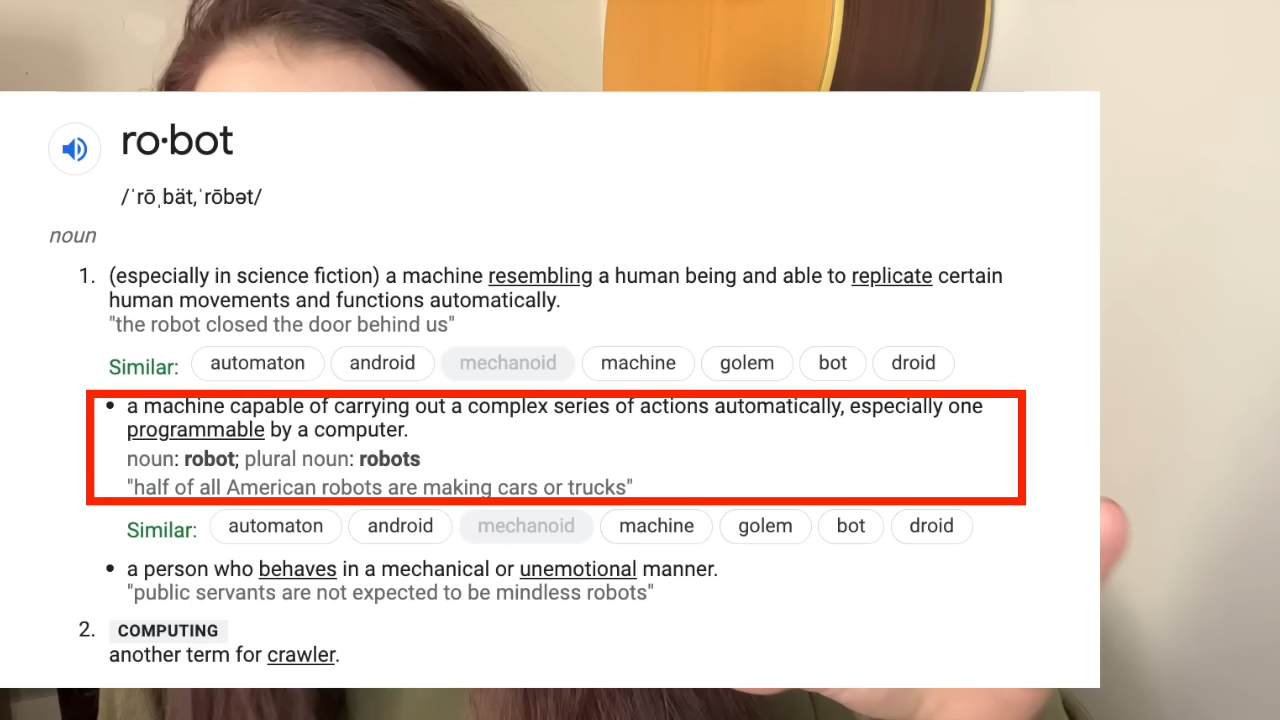 ro·bot
/ˈrōˌbät,ˈrōbət/
noun
1. (especially in science fiction) a machine resembling a human being and able to replicate certain
human movements and functions automatically.
"the robot closed the door behind us"
Similar: automaton android mechanoid machine golem bot droid
• a machine capable of carrying out a complex series of actions automatically, especially one
programmable by a computer.
noun: robot; plural noun: robots
"half of all American robots are making cars or trucks"
Similar: automaton android mechanoid machine golem bot droid
• a person who behaves in a mechanical or unemotional manner.
"public servants are not expected to be mindless robots"
2. COMPUTING
another term for crawler.